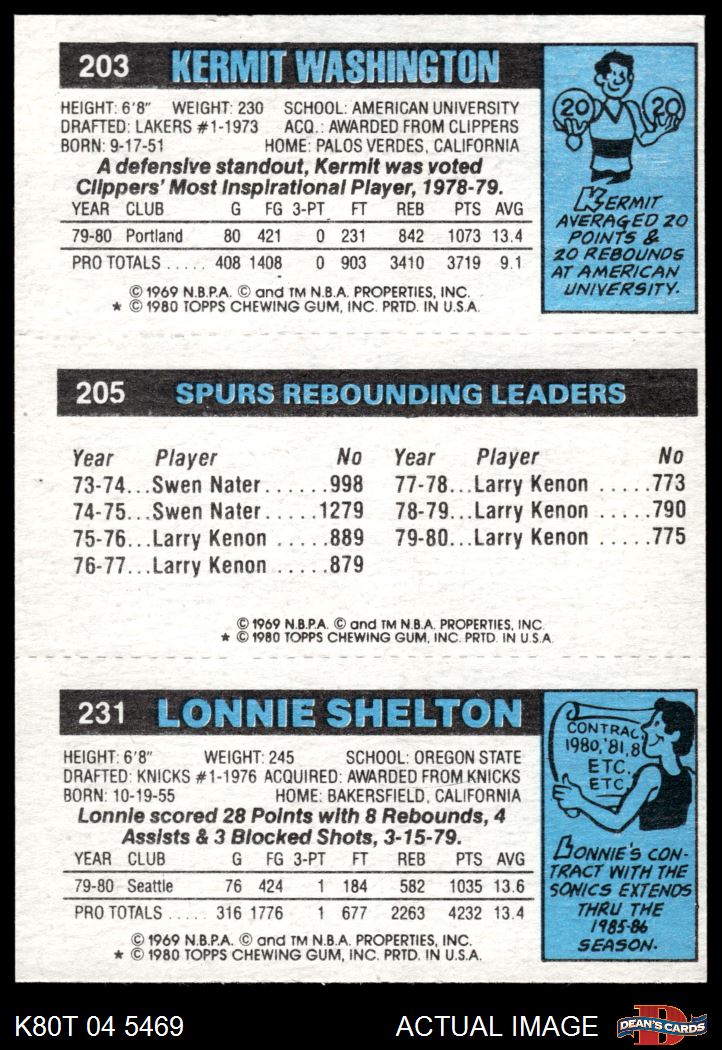 203 KERMIT WASHINGTON
HEIGHT: 6'8" WEIGHT: 230 SCHOOL: AMERICAN UNIVERSITY
DRAFTED: LAKERS #1-1973 ACQ.: AWARDED FROM CLIPPERS
BORN: 9-17-51 HOME: PALOS VERDES, CALIFORNIA
A defensive standout, Kermit was voted
Clippers' Most Inspirational Player, 1978-79.
YEAR CLUB G FG 3-PT FT REB PTS AVG
79-80 Portland 80 421 0 231 842 1073 13.4
PRO TOTALS ..... 408 1408 0 903 3410 3719 9.1
© 1969 N.B.P.A. © and TM N.B.A. PROPERTIES, INC.
* © 1980 TOPPS CHEWING GUM, INC. PRTD. IN U.S.A.
20 20
KERMIT
AVERAGED 20
POINTS &
20 REBOUNDS
AT AMERICAN
UNIVERSITY.
205 SPURS REBOUNDING LEADERS
Year Player No Year Player No
73-74...Swen Nater......998 77-78...Larry Kenon .....773
74-75...Swen Nater.....1279 78-79...Larry Kenon .....790
75-76...Larry Kenon .....889 79-80...Larry Kenon .....775
76-77...Larry Kenon .....879
© 1969 N.B.P.A. © and TM N.B.A. PROPERTIES, INC.
* © 1980 TOPPS CHEWING GUM, INC. PRTD. IN U.S.A.
231 LONNIE SHELTON
HEIGHT: 6'8" WEIGHT: 245 SCHOOL: OREGON STATE
DRAFTED: KNICKS #1-1976 ACQUIRED: AWARDED FROM KNICKS
BORN: 10-19-55 HOME: BAKERSFIELD, CALIFORNIA
Lonnie scored 28 Points with 8 Rebounds, 4
Assists & 3 Blocked Shots, 3-15-79.
YEAR CLUB G FG 3-PT FT REB PTS AVG
79-80 Seattle 76 424 1 184 582 1035 13.6
PRO TOTALS ..... 316 1776 1 677 2263 4232 13.4
© 1969 N.B.P.A. © and TM N.B.A. PROPERTIES, INC.
* © 1980 TOPPS CHEWING GUM, INC. PRTD. IN U.S.A.
CONTRAC
1980,'81,8
ETC.
ETC.
LONNIE'S CON-
TRACT WITH THE
SONICS EXTENDS
THRU THE
1985-86
SEASON.
K80T 04 5469 ACTUAL IMAGE D DEAN'S CARDS